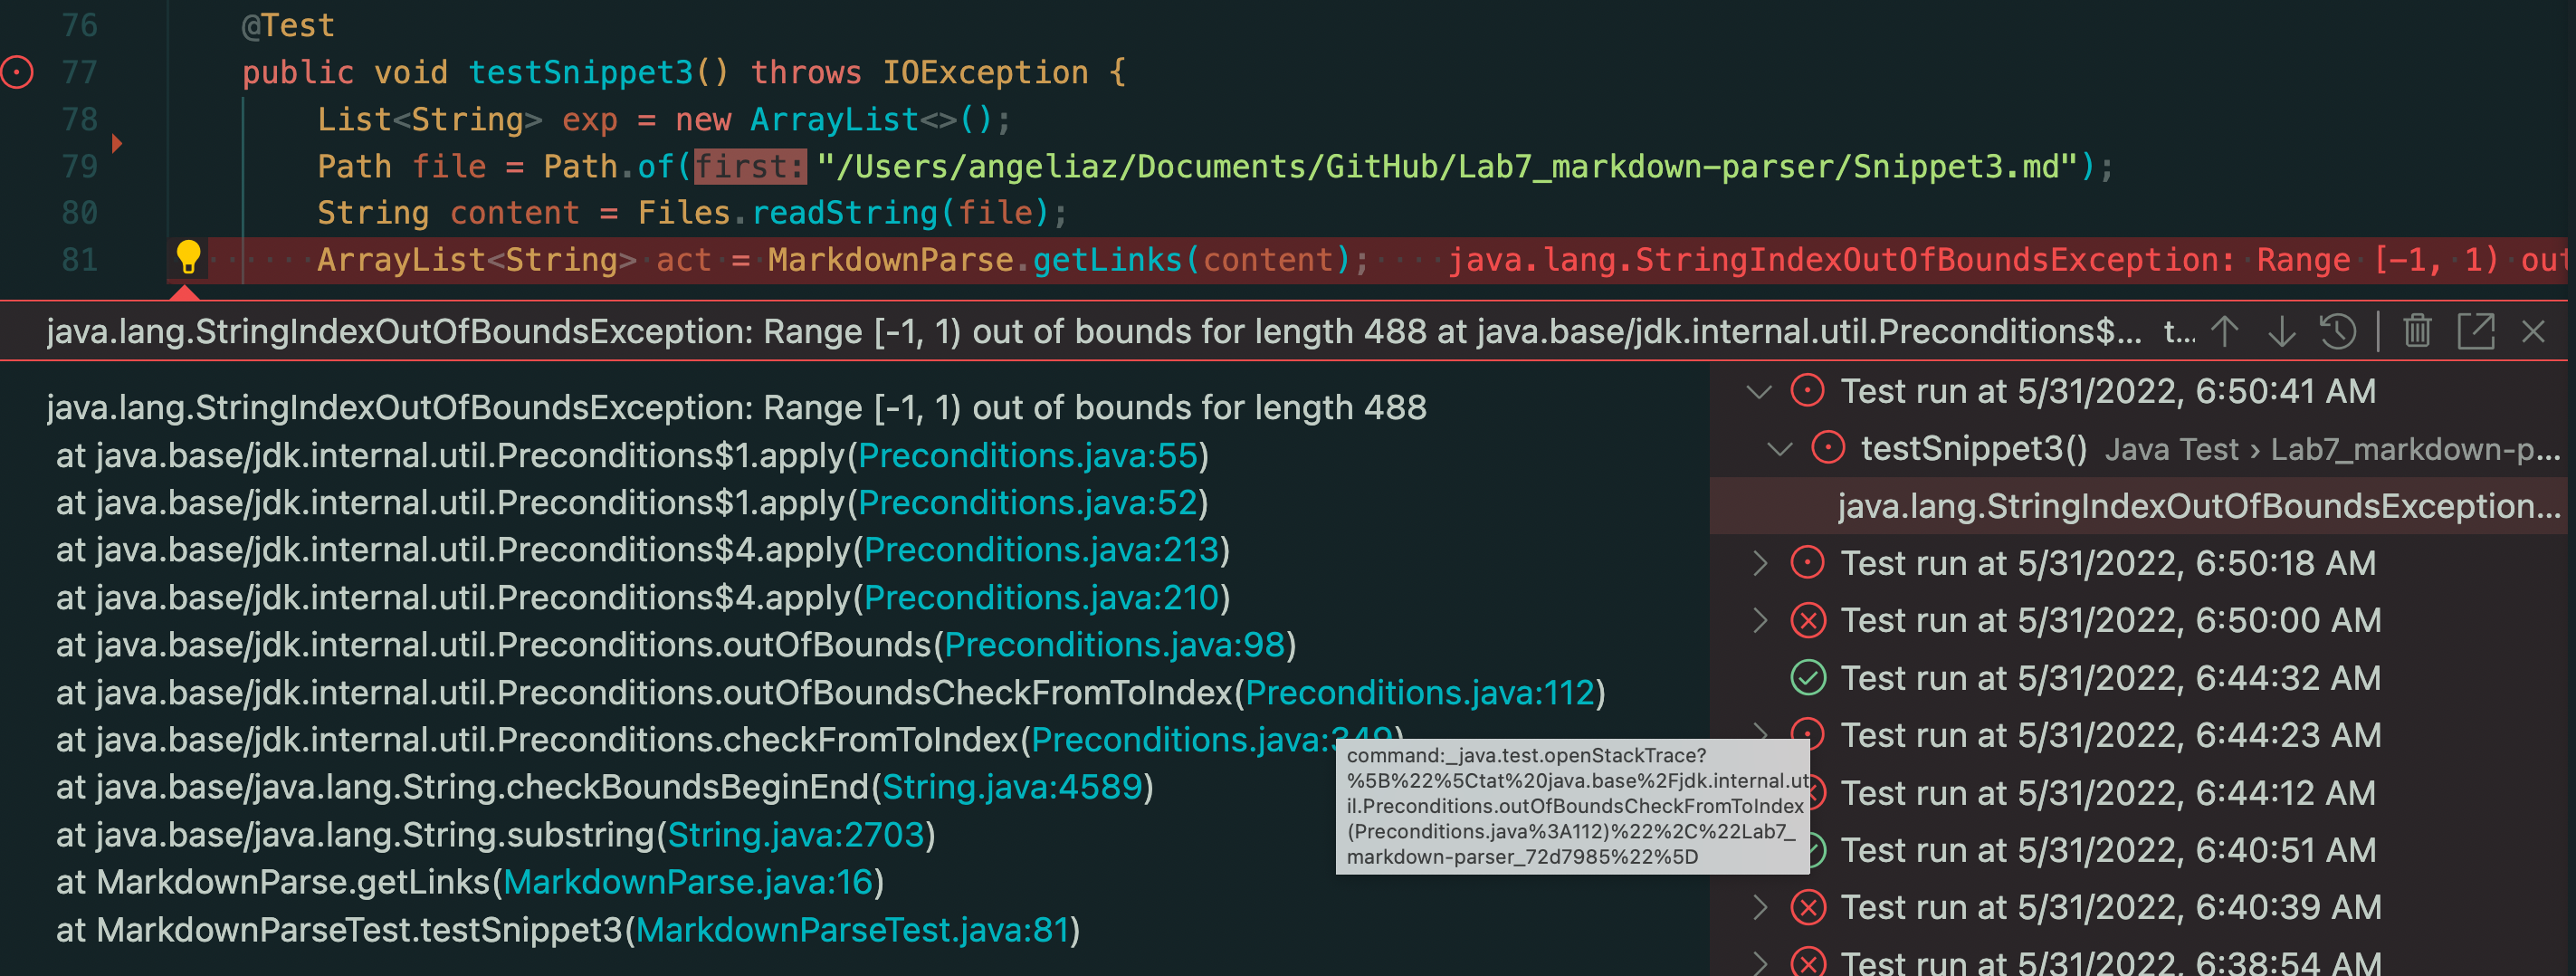 76 @Test
77 public void testSnippet3() throws IOException {
78 List<String> exp = new ArrayList<>();
79 Path file = Path.of(first:"/Users/angeliaz/Documents/GitHub/Lab7_markdown-parser/Snippet3.md");
80 String content = Files.readString(file);
81 ArrayList<String> act = MarkdownParse.getLinks(content); java.lang.StringIndexOutOfBoundsException: Range [-1, 1) out
java.lang.StringIndexOutOfBoundsException: Range [-1, 1) out of bounds for length 488 at java.base/jdk.internal.util.Preconditions$... t...
java.lang.StringIndexOutOfBoundsException: Range [-1, 1) out of bounds for length 488
at java.base/jdk.internal.util.Preconditions$1.apply(Preconditions.java:55)
at java.base/jdk.internal.util.Preconditions$1.apply(Preconditions.java:52)
at java.base/jdk.internal.util.Preconditions$4.apply(Preconditions.java:213)
at java.base/jdk.internal.util.Preconditions$4.apply(Preconditions.java:210)
at java.base/jdk.internal.util.Preconditions.outOfBounds(Preconditions.java:98)
at java.base/jdk.internal.util.Preconditions.outOfBoundsCheckFromToIndex(Preconditions.java:112)
at java.base/jdk.internal.util.Preconditions.checkFromToIndex(Preconditions.java:349)
at java.base/java.lang.String.checkBoundsBeginEnd(String.java:4589)
at java.base/java.lang.String.substring(String.java:2703)
at MarkdownParse.getLinks(MarkdownParse.java:16)
at MarkdownParseTest.testSnippet3(MarkdownParseTest.java:81)
command:_java.test.openStackTrace?
%5B%22%5Ctat%20java.base%2Fjdk.internal.ut
il.Preconditions.outOfBoundsCheckFromToIndex
(Preconditions.java%3A112)%22%2C%22Lab7_
markdown-parser_72d7985%22%5D
Test run at 5/31/2022, 6:50:41 AM
testSnippet3() Java Test › Lab7_markdown-p...
java.lang.StringIndexOutOfBoundsException...
Test run at 5/31/2022, 6:50:18 AM
Test run at 5/31/2022, 6:50:00 AM
Test run at 5/31/2022, 6:44:32 AM
Test run at 5/31/2022, 6:44:23 AM
Test run at 5/31/2022, 6:44:12 AM
Test run at 5/31/2022, 6:40:51 AM
Test run at 5/31/2022, 6:40:39 AM
Test run at 5/31/2022, 6:38:54 AM